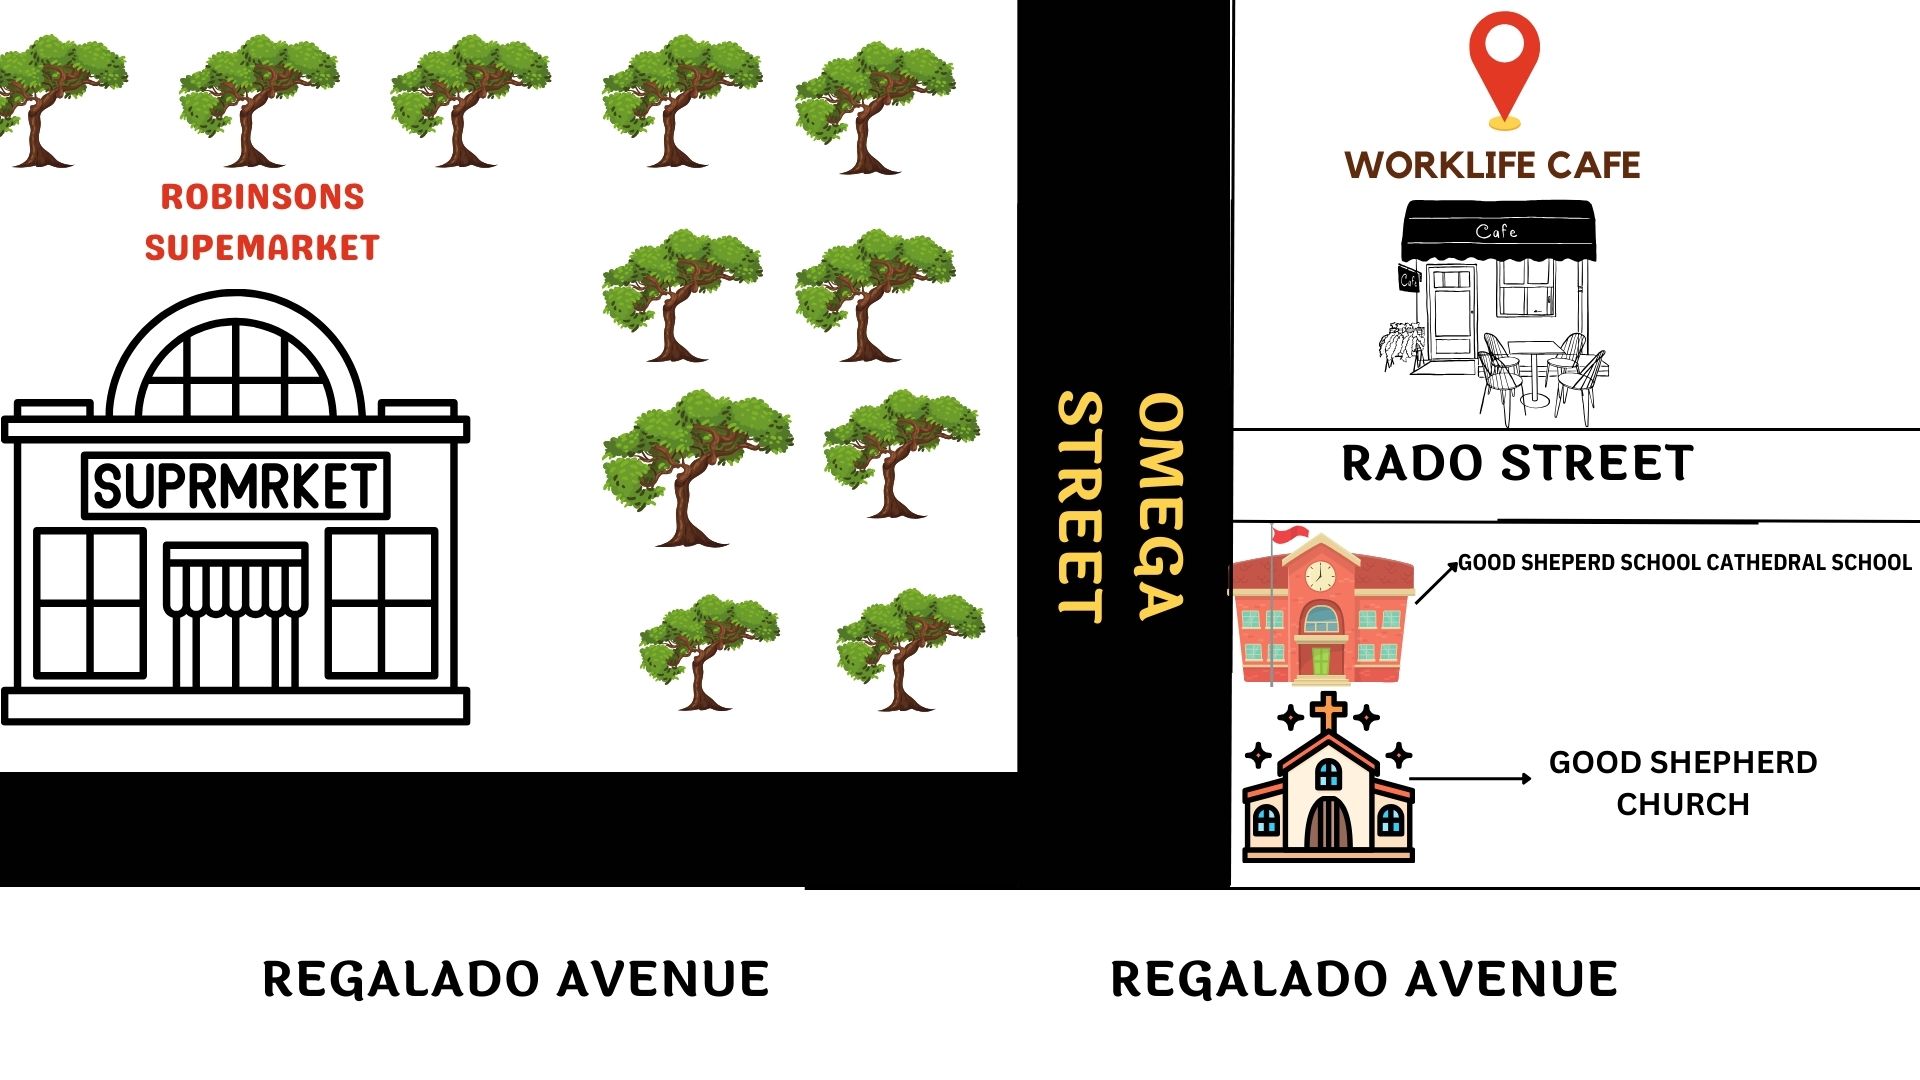 ROBINSONS
SUPEMARKET
SUPRMRKET
OMEGA
STREET
WORKLIFE CAFE
Cafe
Cafe
RADO STREET
GOOD SHEPERD SCHOOL CATHEDRAL SCHOOL
GOOD SHEPHERD
CHURCH
REGALADO AVENUE
REGALADO AVENUE